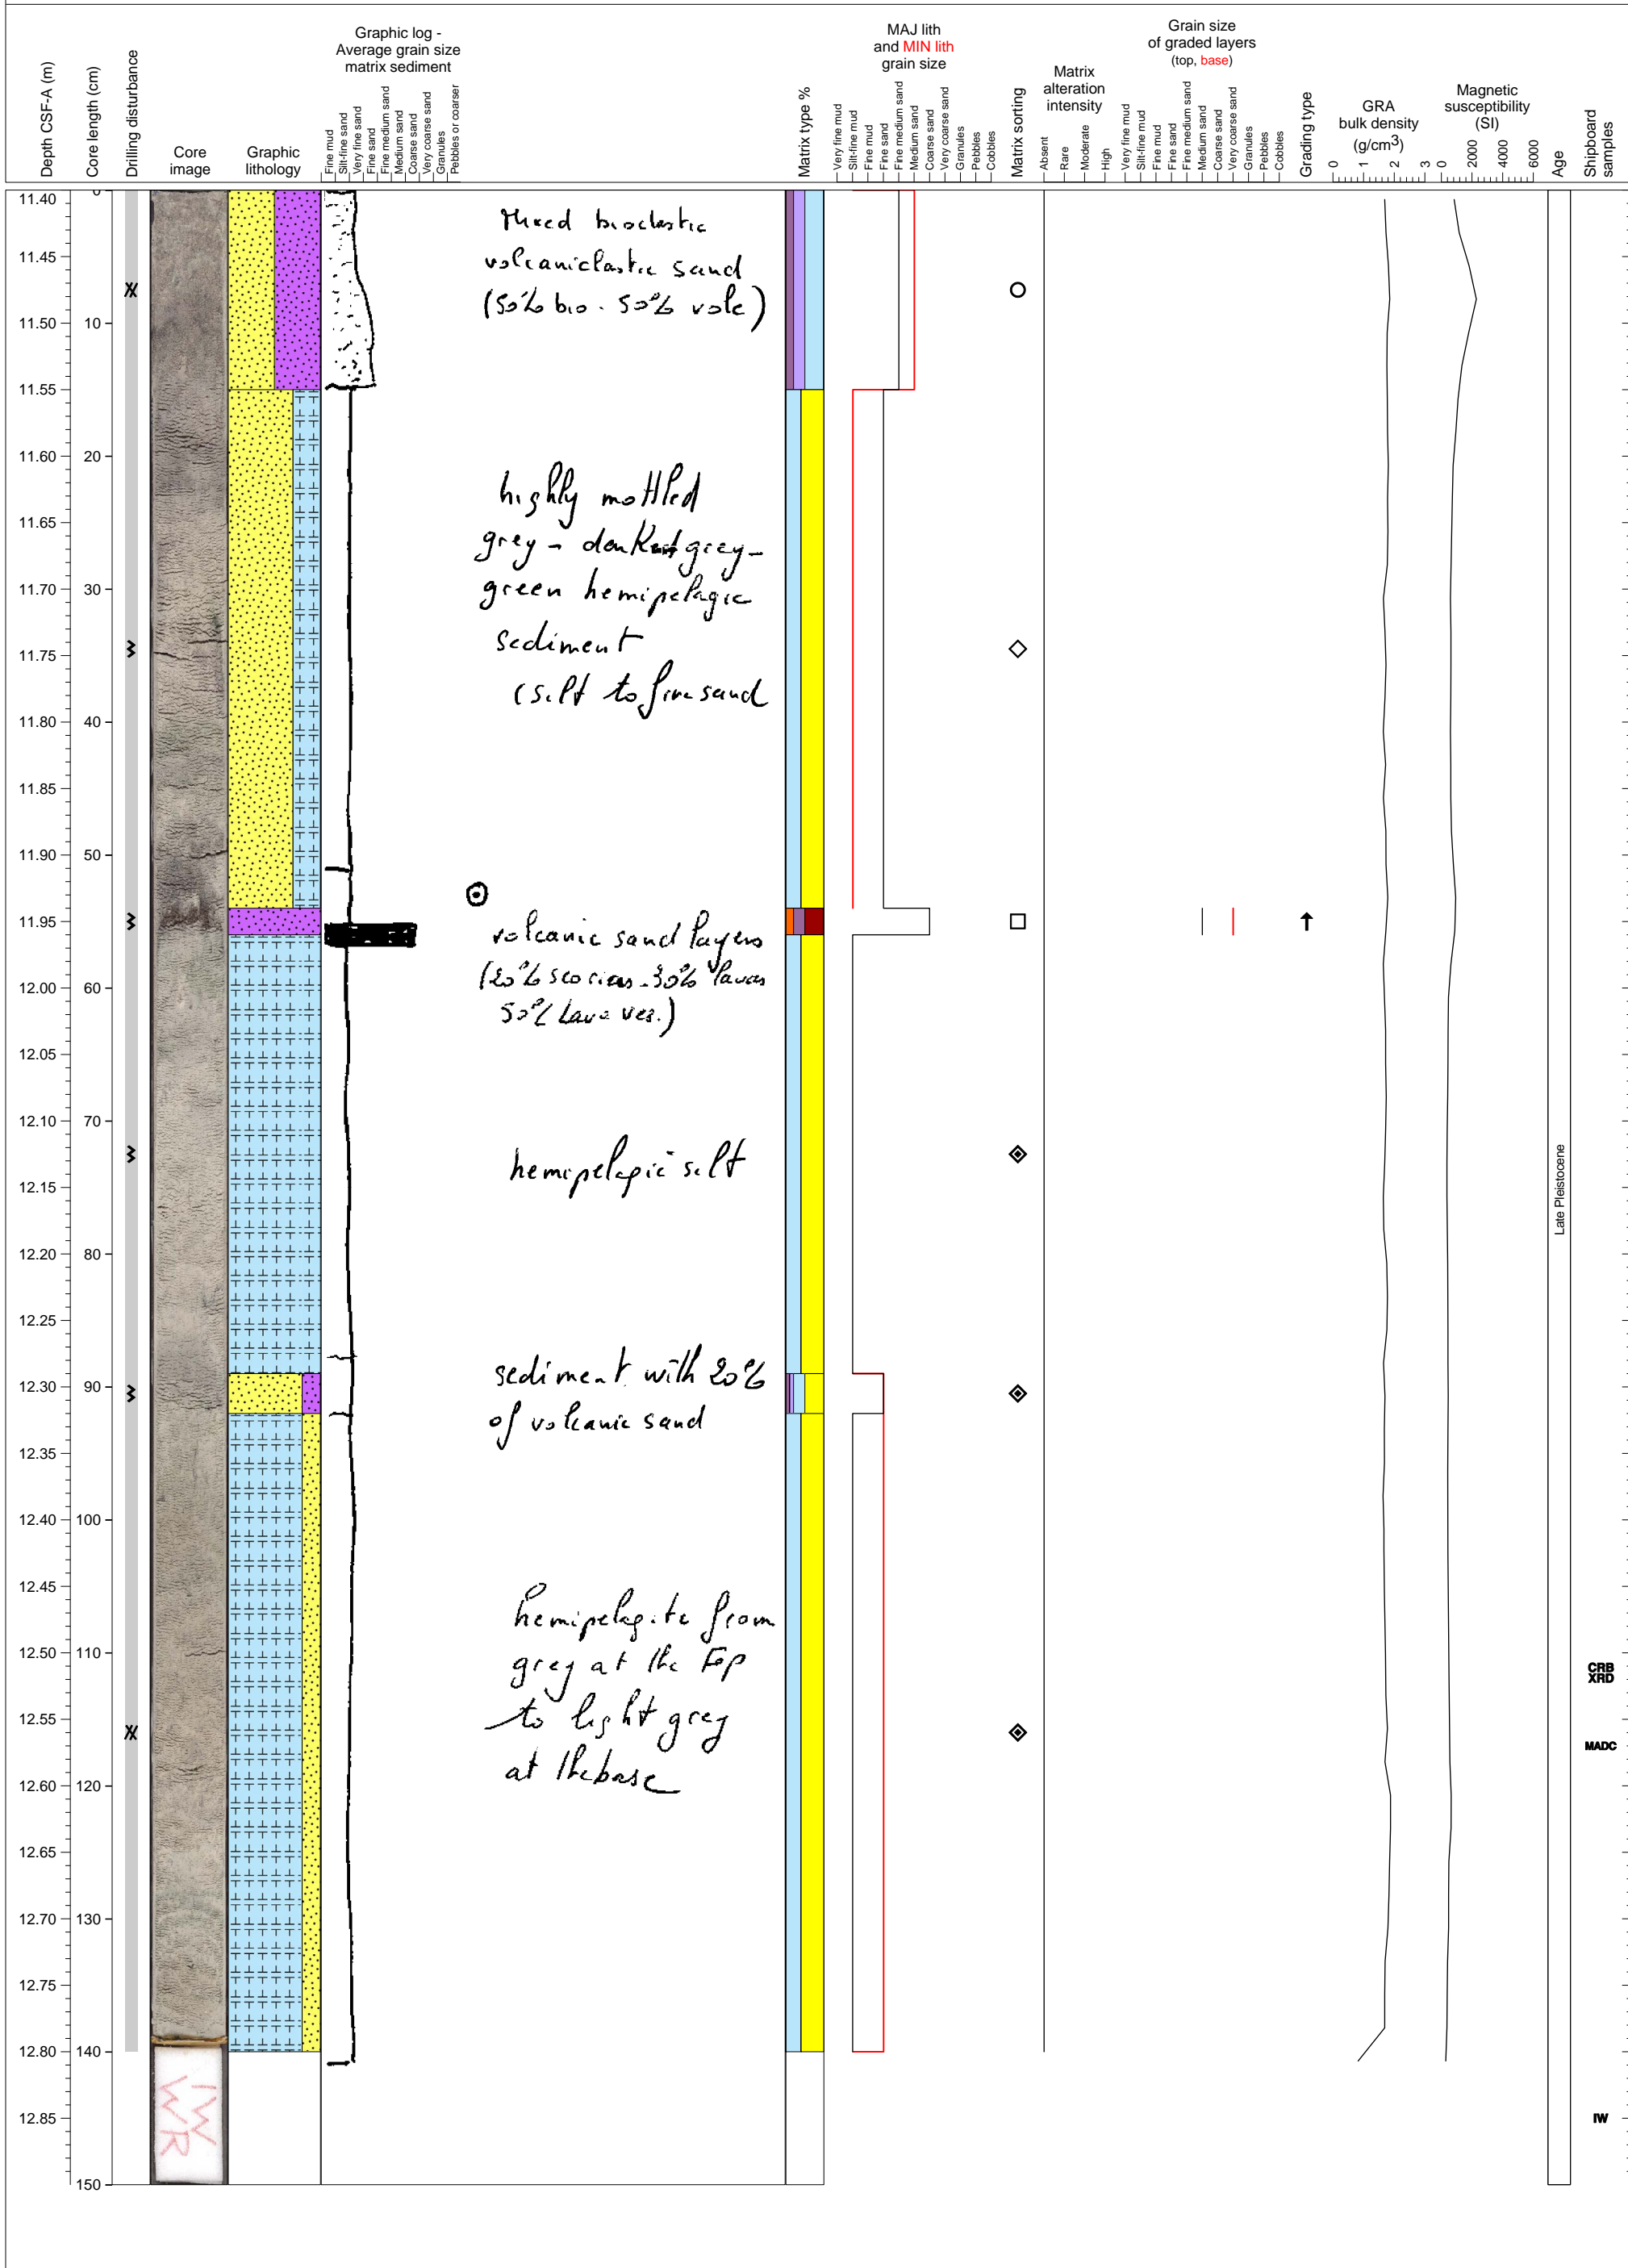 Depth CSF-A (m)
Core length (cm)
Drilling disturbance
Core
image
Graphic
lithology
Graphic log -
Average grain size
matrix sediment
Fine mud
Silt-fine sand
Very fine sand
Fine sand
Fine medium sand
Medium sand
Coarse sand
Very coarse sand
Granules
Pebbles or coarser
Matrix type %
MAJ lith
and MIN lith
grain size
Very fine mud
Silt-fine mud
Fine mud
Fine sand
Fine medium sand
Medium sand
Coarse sand
Very coarse sand
Granules
Pebbles
Cobbles
Matrix sorting
Matrix
alteration
intensity
Absent
Rare
Moderate
High
Grain size
of graded layers
(top, base)
Very fine mud
Silt-fine mud
Fine mud
Fine sand
Fine medium sand
Medium sand
Coarse sand
Very coarse sand
Granules
Pebbles
Cobbles
Grading type
GRA
bulk density
(g/cm3)
0 1 2 3
Magnetic
susceptibility
(SI)
0 2000 4000 6000
Age
Shipboard
samples
11.40
11.45
11.50
11.55
11.60
11.65
11.70
11.75
11.80
11.85
11.90
11.95
12.00
12.05
12.10
12.15
12.20
12.25
12.30
12.35
12.40
12.45
12.50
12.55
12.60
12.65
12.70
12.75
12.80
12.85
0
10
20
30
40
50
60
70
80
90
100
110
120
130
140
150
IW
WR
Mixed bioclastic
volcaniclastic sand
(50% bio - 50% volc)
highly mottled
grey - dark grey-
green hemipelagic
sediment
(silt to fine sand
volcanic sand layers
(20% scorias - 30% lavas
50% lava ves.)
hemipelagic silt
sediment with 20%
of volcanic sand
hemipelagite from
grey at the top
to light grey
at the base
Late Pleistocene
CRB
XRD
MADC
IW